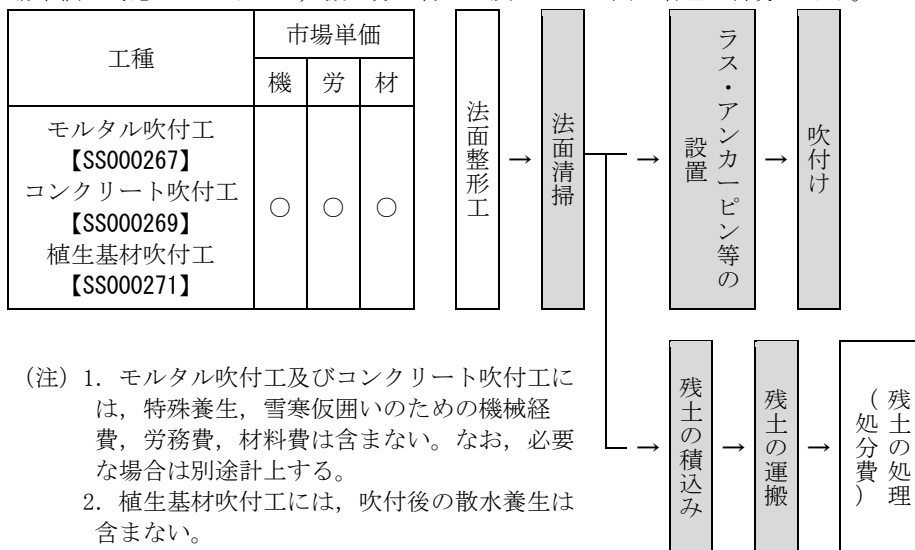 工種
市場単価
機 労 材
モルタル吹付工
【SS000267】
コンクリート吹付工
【SS000269】
植生基材吹付工
【SS000271】
○ ○ ○
法面整形工
→
法面清掃
→
ラス・アンカーピン等の
設置
→
吹付け
→
残土の積込み
→
残土の運搬
→
残土の処理
(処分費)
(注) 1. モルタル吹付工及びコンクリート吹付工に
は,特殊養生,雪寒仮囲いのための機械経
費,労務費,材料費は含まない。なお,必要
な場合は別途計上する。
2. 植生基材吹付工には,吹付後の散水養生は
含まない。